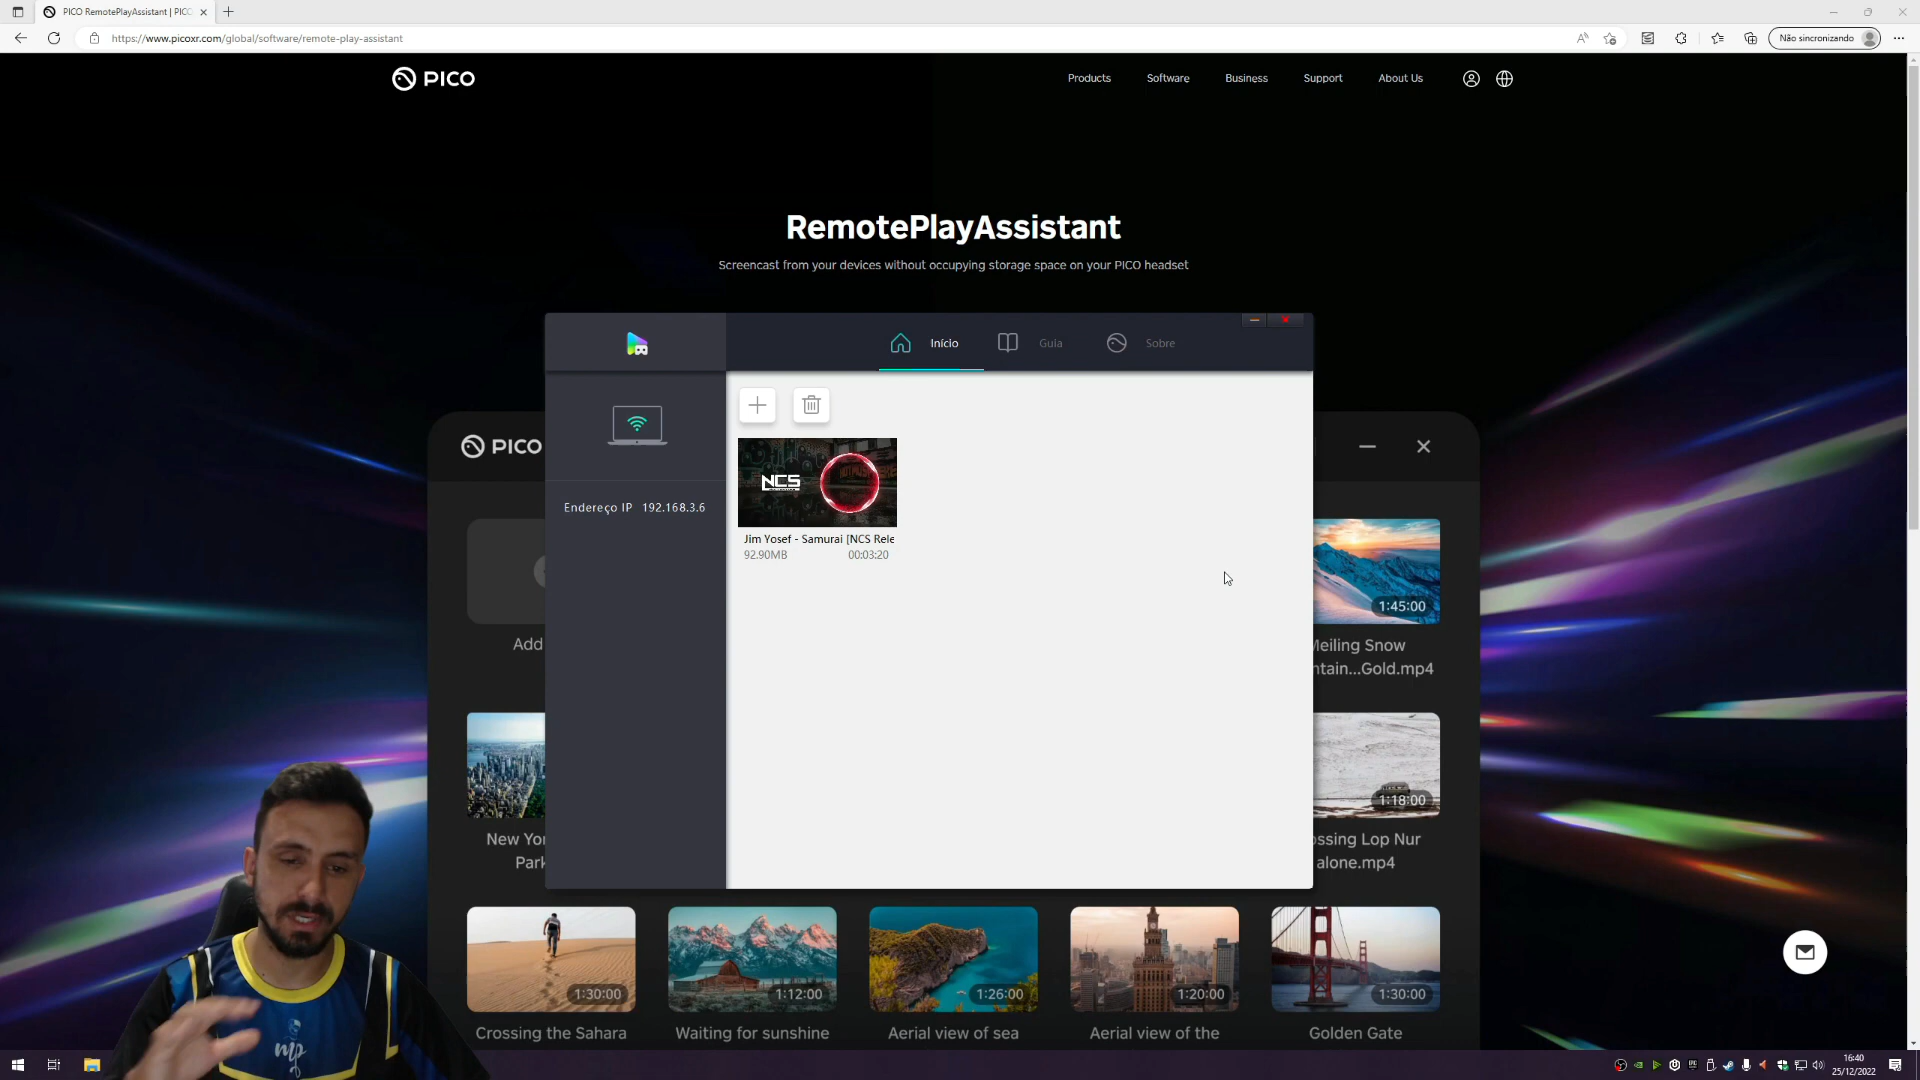 PICO RemotePlayAssistant | PICO
https://www.picoxr.com/global/software/remote-play-assistant
Não sincronizando
PICO
Products
Software
Business
Support
About Us
RemotePlayAssistant
Screencast from your devices without occupying storage space on your PICO headset
Início
Guia
Sobre
PICO
Endereço IP 192.168.3.6
NCS
Jim Yosef - Samurai [NCS Rele
92.90MB 00:03:20
Add
1:45:00
Meiling Snow
ntain...Gold.mp4
New Yor
Park
1:18:00
ossing Lop Nur
alone.mp4
1:30:00
1:12:00
1:26:00
1:20:00
1:30:00
Crossing the Sahara
Waiting for sunshine
Aerial view of sea
Aerial view of the
Golden Gate
mp
16:40
25/12/2022